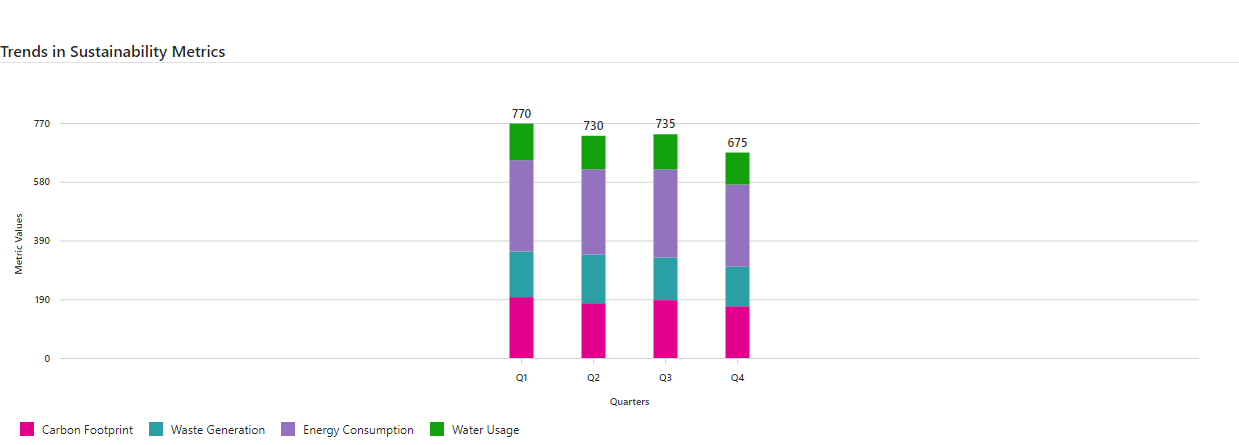 Trends in Sustainability Metrics
770
730
735
675
770
580
390
190
0
Metric Values
Q1 Q2 Q3 Q4
Quarters
Carbon Footprint Waste Generation Energy Consumption Water Usage